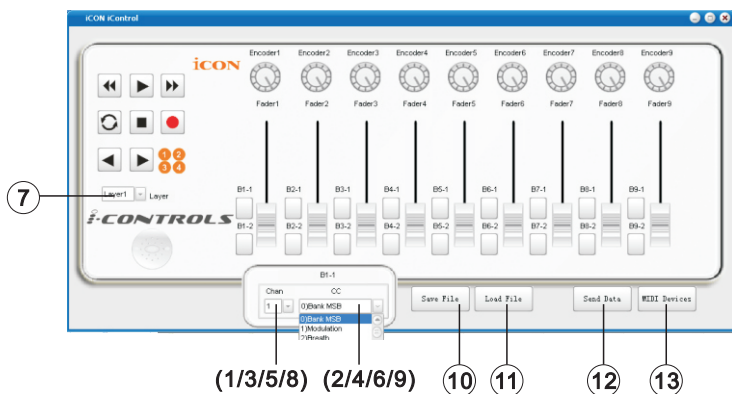 iCON iControl
iCON
Encoder1 Encoder2 Encoder3 Encoder4 Encoder5 Encoder6 Encoder7 Encoder8 Encoder9
Fader1 Fader2 Fader3 Fader4 Fader5 Fader6 Fader7 Fader8 Fader9
1 2
3 4
7
Layer1 Layer
B1-1 B2-1 B3-1 B4-1 B5-1 B6-1 B7-1 B8-1 B9-1
i·CONTROLS
B1-2 B2-2 B3-2 B4-2 B5-2 B6-2 B7-2 B8-2 B9-2
B1-1
Chan CC
1 0)Bank MSB
0)Bank MSB
1)Modulation
2)Breath
Save File Load File Send Data MIDI Devices
(1/3/5/8) (2/4/6/9) 10 11 12 13